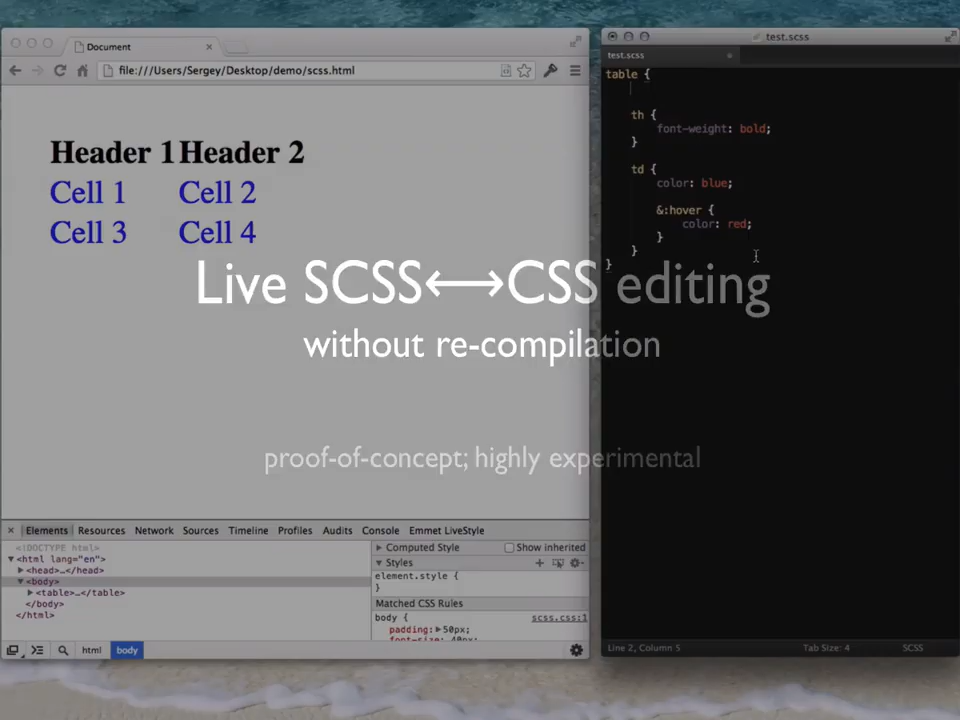 Document
test.scss
file:///Users/Sergey/Desktop/demo/scss.html
test.scss
table {
th {
font-weight: bold;
}
td {
color: blue;
&:hover {
color: red;
}
}
}
Header 1 Header 2
Cell 1 Cell 2
Cell 3 Cell 4
Live SCSS⟷CSS editing
without re-compilation
proof-of-concept; highly experimental
Elements Resources Network Sources Timeline Profiles Audits Console Emmet LiveStyle
<!DOCTYPE html>
<html lang="en">
<head>…</head>
<body>
<table>…</table>
</body>
</html>
Computed Style Show inherited
Styles
element.style {
}
Matched CSS Rules
body { scss.css:1
padding: 50px;
font-size: 40px;
html body
Line 2, Column 5 Tab Size: 4 SCSS